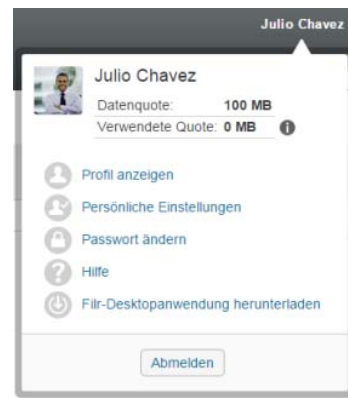 Julio Chavez
Julio Chavez
Datenquote: 100 MB
Verwendete Quote: 0 MB
Profil anzeigen
Persönliche Einstellungen
Passwort ändern
Hilfe
Filr-Desktopanwendung herunterladen
Abmelden